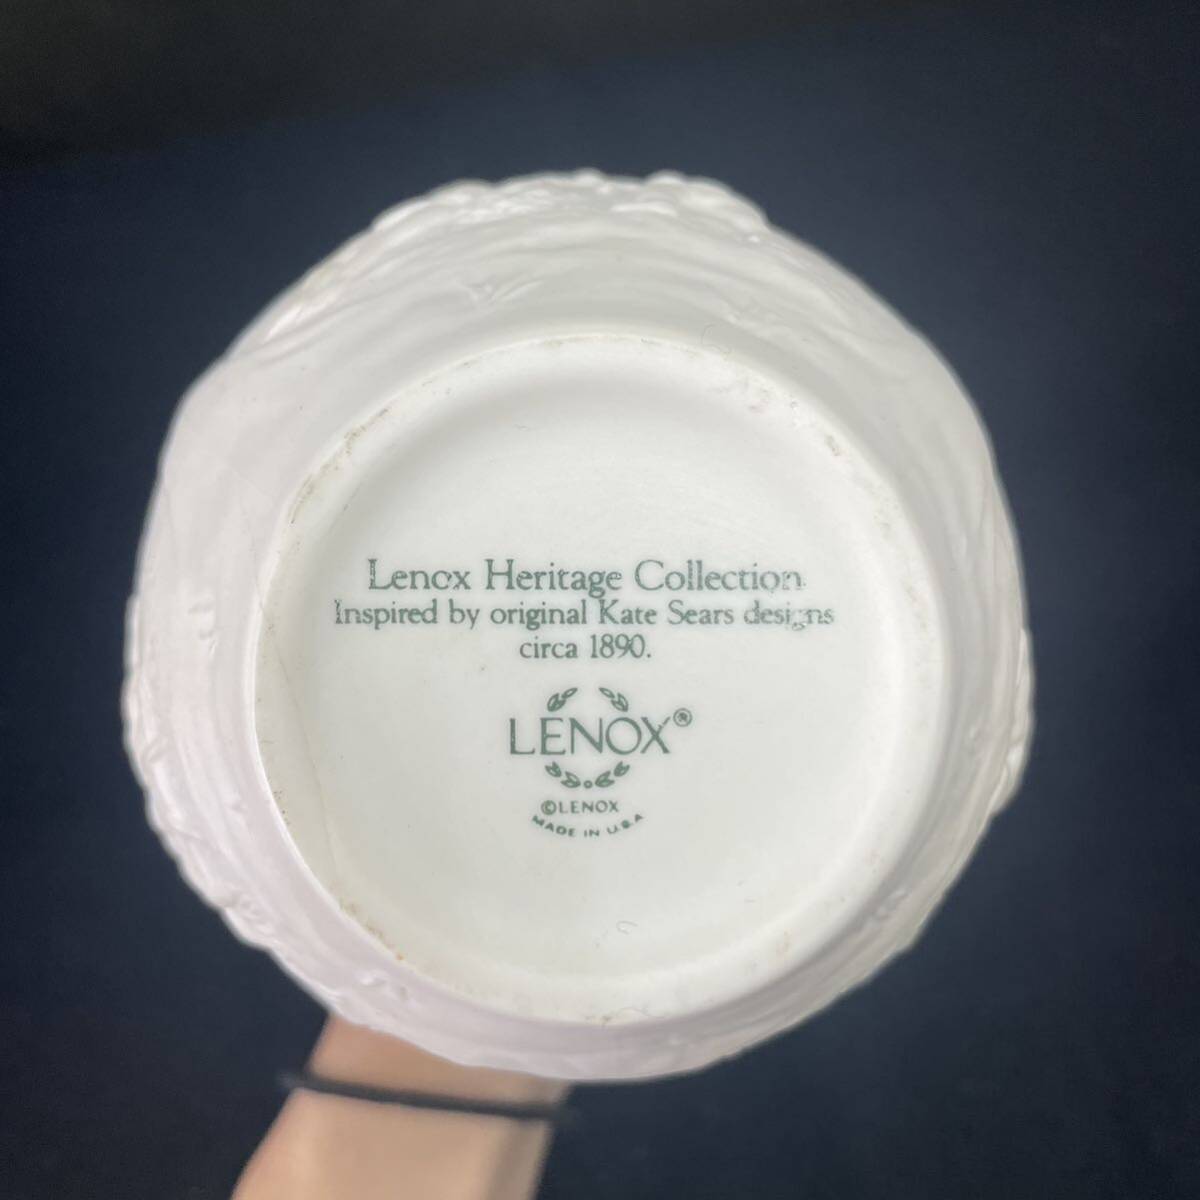 Lenox Heritage Collection
Inspired by original Kate Sears designs
circa 1890.
LENOX®
©LENOX
MADE IN U.S.A